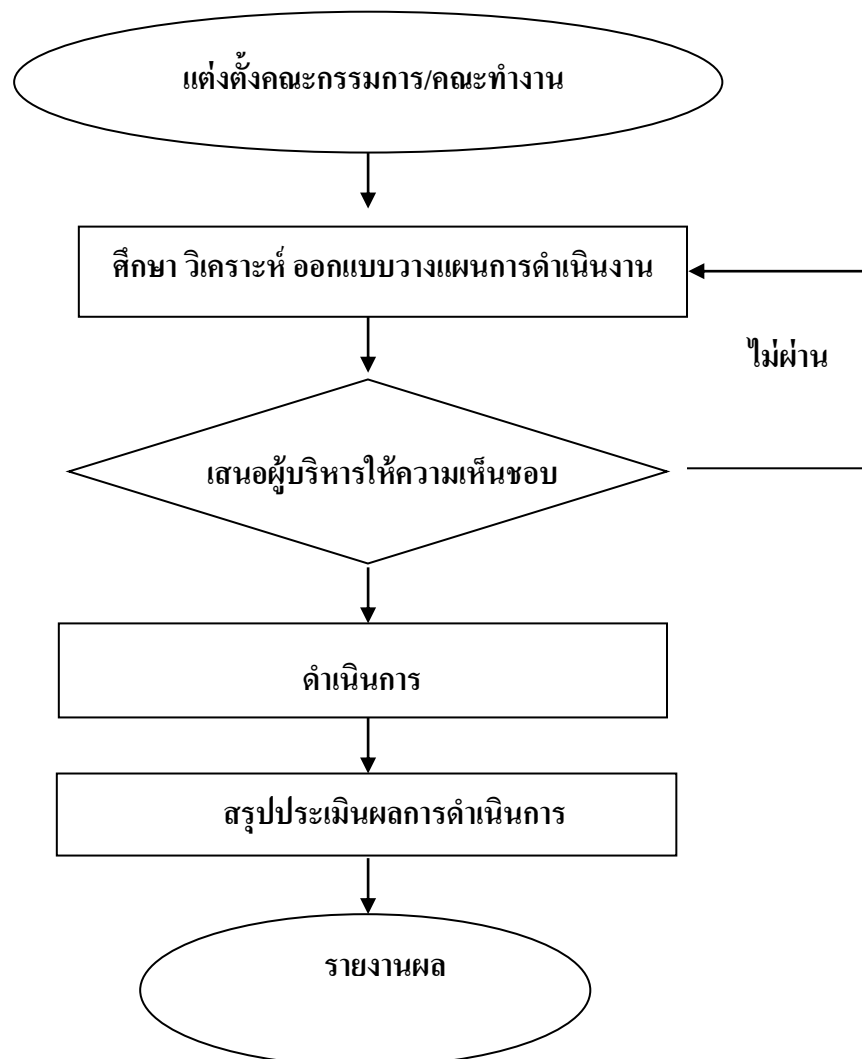 แต่งตั้งคณะกรรมการ/คณะทำงาน
ศึกษา วิเคราะห์ ออกแบบวางแผนการดำเนินงาน
ไม่ผ่าน
เสนอผู้บริหารให้ความเห็นชอบ
ดำเนินการ
สรุปประเมินผลการดำเนินการ
รายงานผล